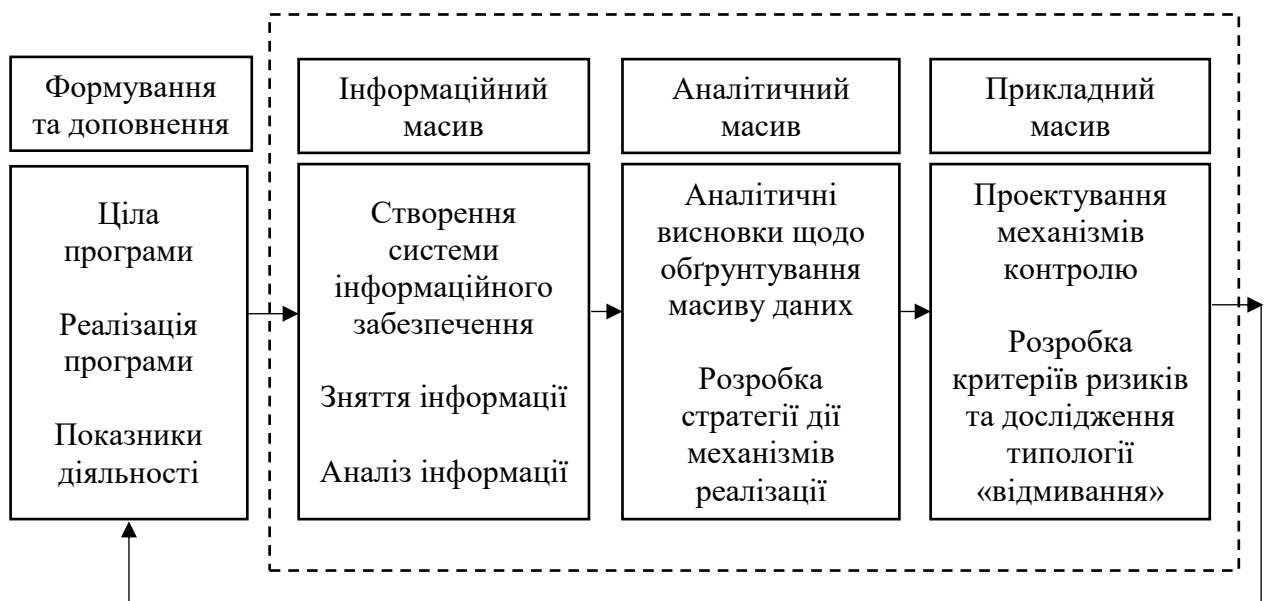 Формування
та доповнення
Ціла
програми
Реалізація
програми
Показники
діяльності
Інформаційний
масив
Створення
системи
інформаційного
забезпечення
Зняття інформації
Аналіз інформації
Аналітичний
масив
Аналітичні
висновки щодо
обґрунтування
масиву даних
Розробка
стратегії дії
механізмів
реалізації
Прикладний
масив
Проектування
механізмів
контролю
Розробка
критеріїв ризиків
та дослідження
типології
«відмивання»